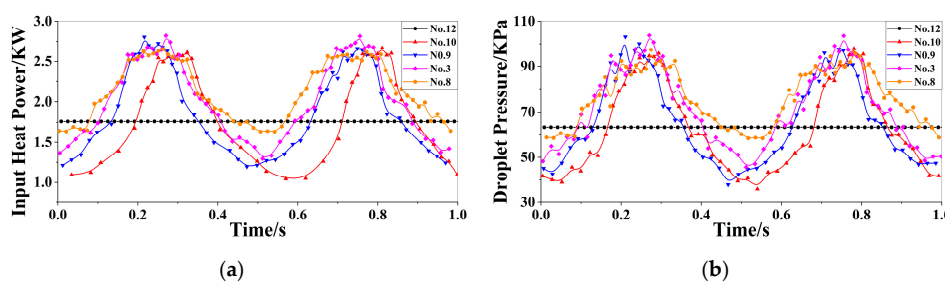 Input Heat Power/KW
3.0
2.5
2.0
1.5
1.0
0.0
0.2
0.4
0.6
0.8
1.0
Time/s
No.12
No.10
N0.9
No.3
No.8
(a)
Droplet Pressure/KPa
110
90
70
50
30
0.0
0.2
0.4
0.6
0.8
1.0
Time/s
No.12
No.10
N0.9
No.3
No.8
(b)